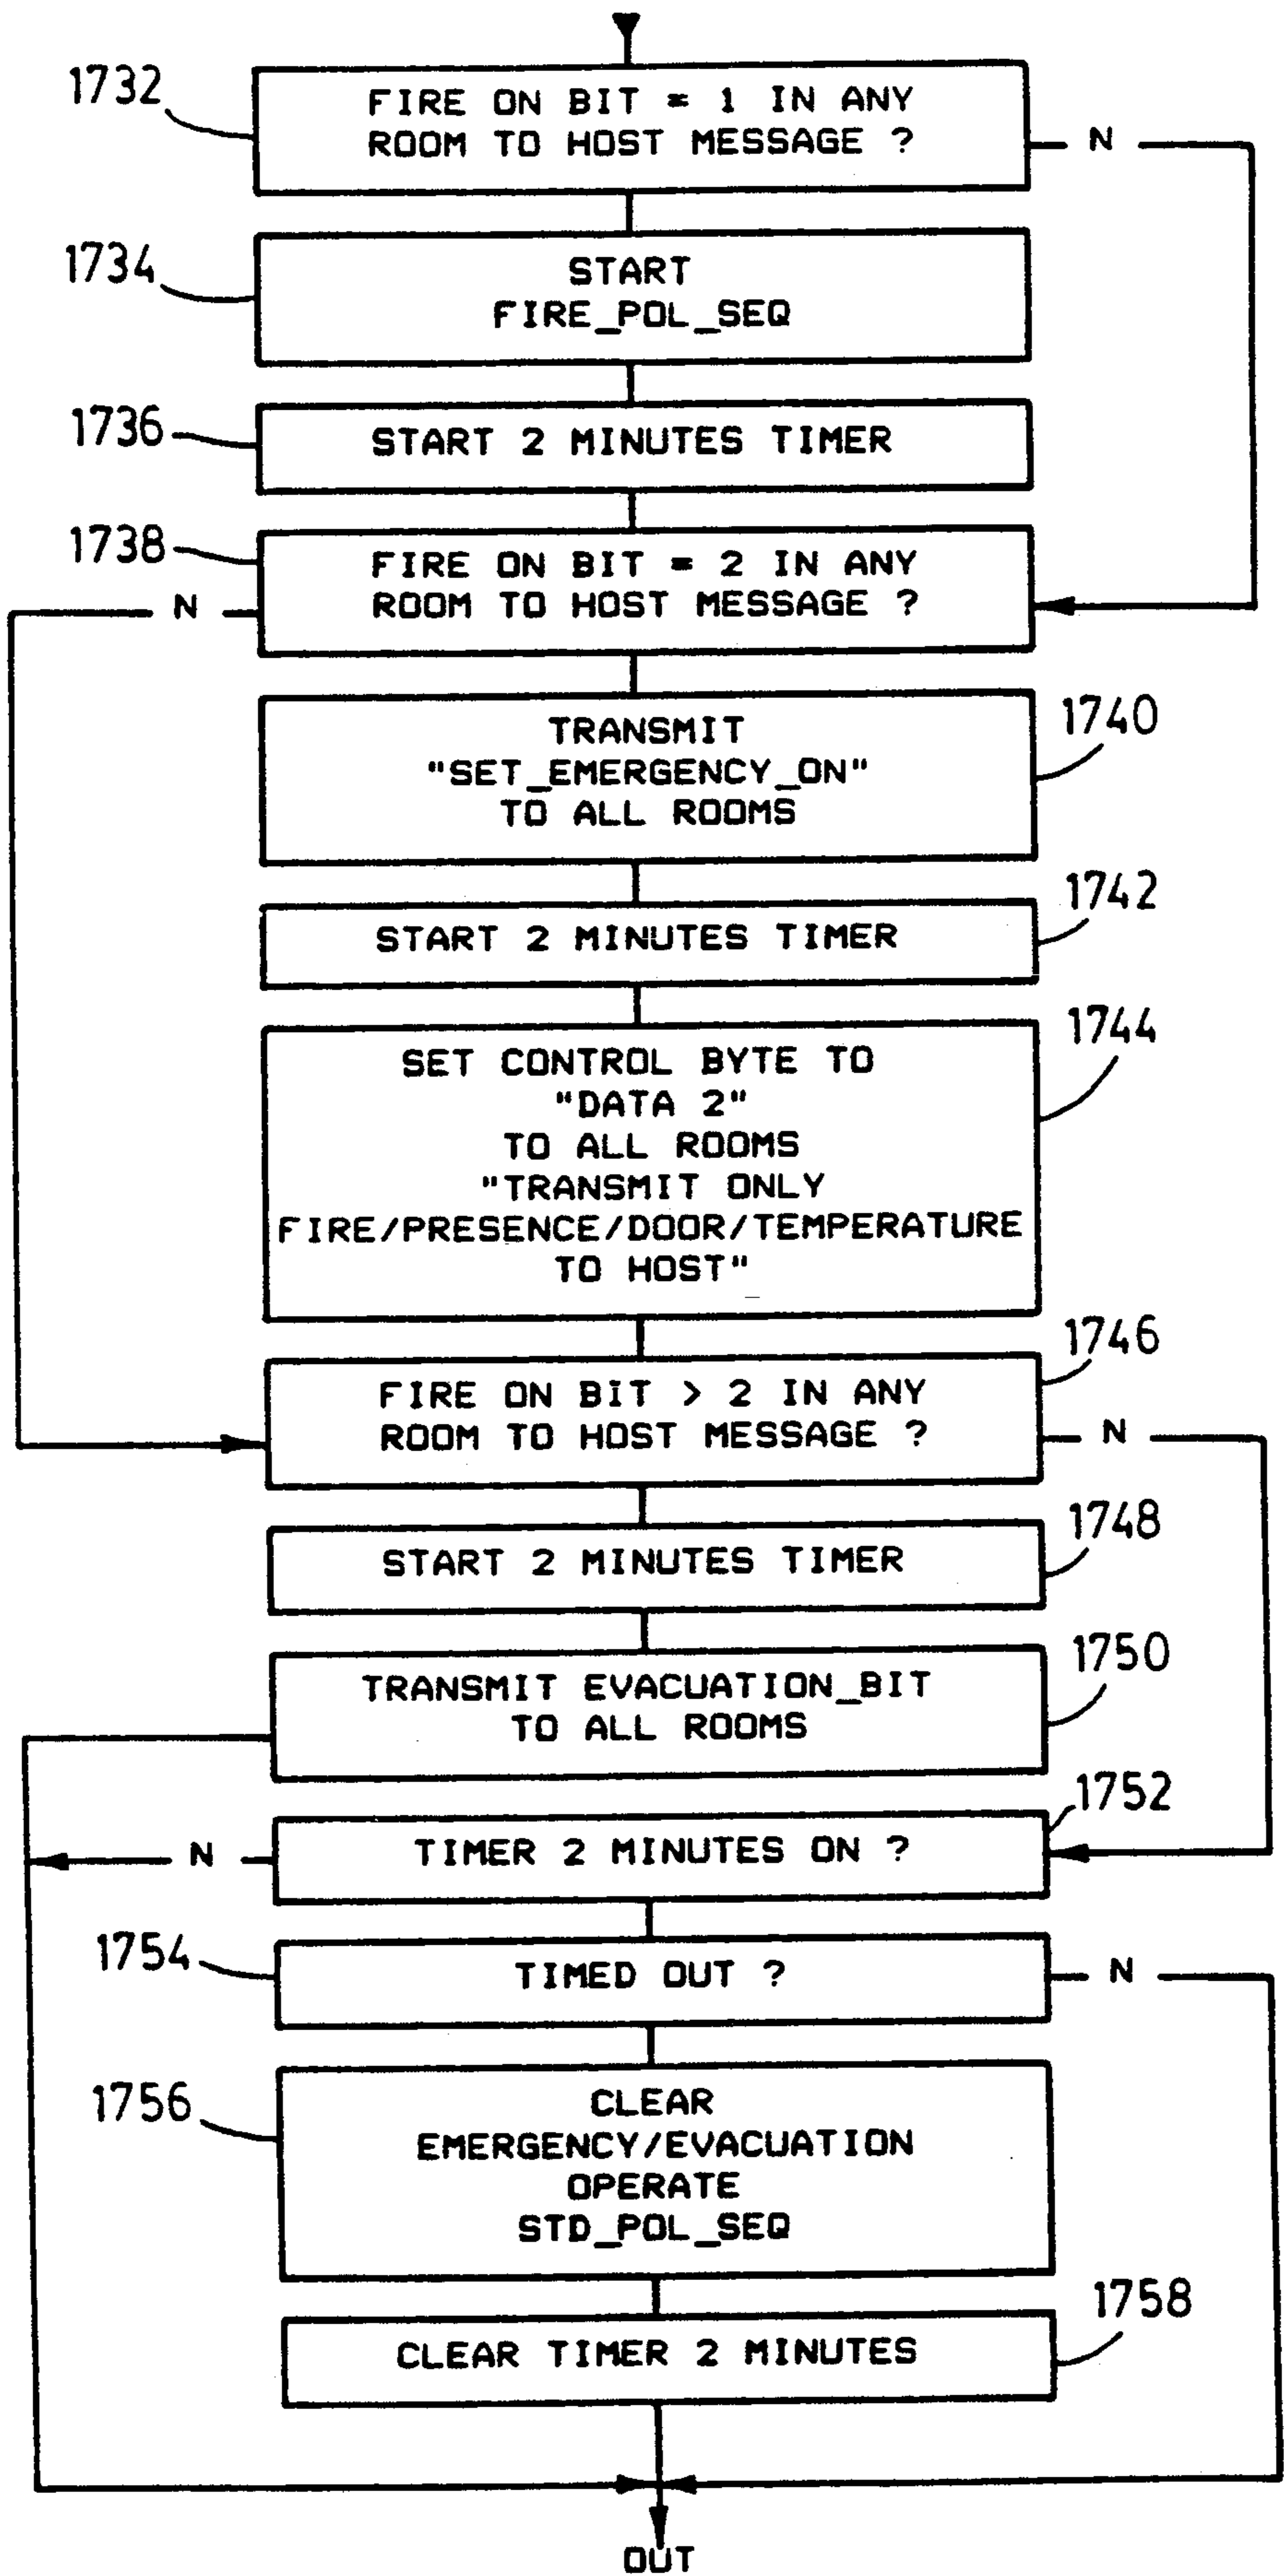 1732
FIRE ON BIT = 1 IN ANY
ROOM TO HOST MESSAGE ?
N
1734
START
FIRE_POL_SEQ
1736
START 2 MINUTES TIMER
1738
FIRE ON BIT = 2 IN ANY
ROOM TO HOST MESSAGE ?
N
TRANSMIT
"SET_EMERGENCY_ON"
TO ALL ROOMS
1740
START 2 MINUTES TIMER
1742
SET CONTROL BYTE TO
"DATA 2"
TO ALL ROOMS
"TRANSMIT ONLY
FIRE/PRESENCE/DOOR/TEMPERATURE
TO HOST"
1744
FIRE ON BIT > 2 IN ANY
ROOM TO HOST MESSAGE ?
1746
N
START 2 MINUTES TIMER
1748
TRANSMIT EVACUATION_BIT
TO ALL ROOMS
1750
N
TIMER 2 MINUTES ON ?
1752
1754
TIMED OUT ?
N
1756
CLEAR
EMERGENCY/EVACUATION
OPERATE
STD_POL_SEQ
CLEAR TIMER 2 MINUTES
1758
OUT